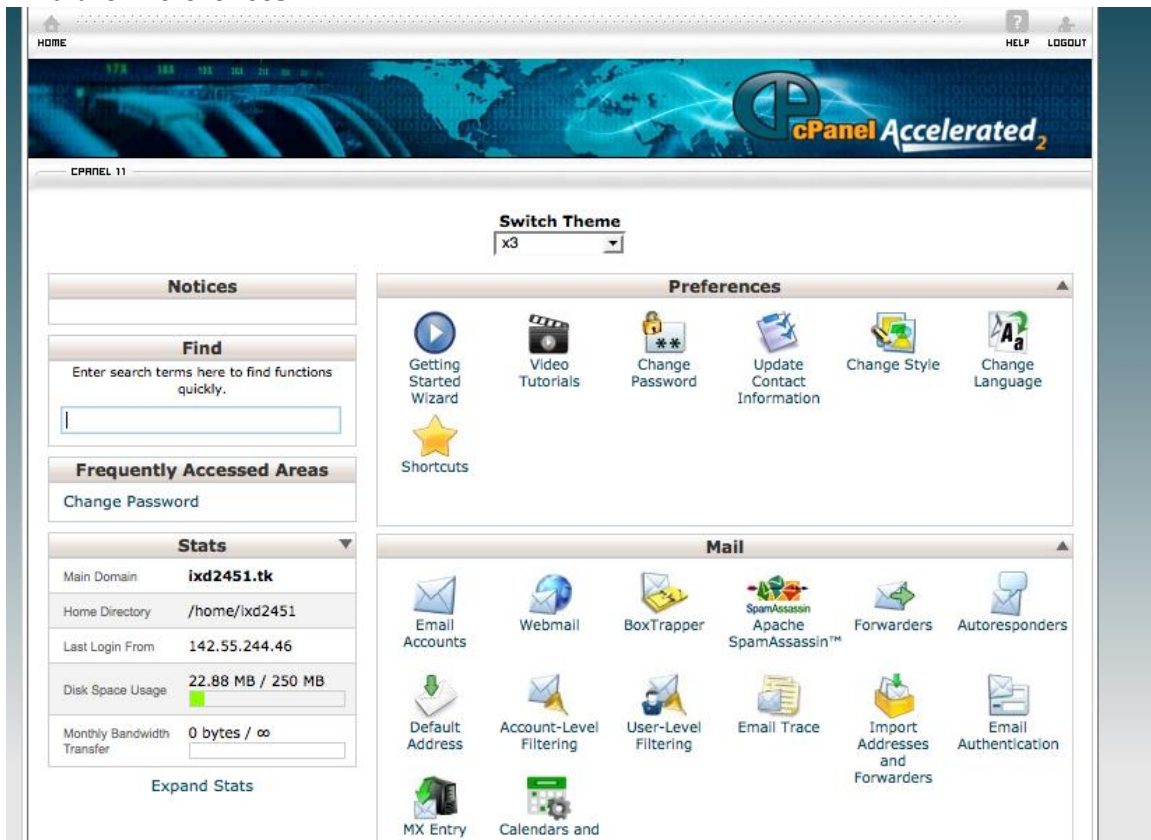 HOME
HELP LOGOUT
cPanel Accelerated2
CPANEL 11
Switch Theme
x3
Notices
Find
Enter search terms here to find functions
quickly.
Frequently Accessed Areas
Change Password
Stats
Main Domain ixd2451.tk
Home Directory /home/ixd2451
Last Login From 142.55.244.46
Disk Space Usage 22.88 MB / 250 MB
Monthly Bandwidth
Transfer
0 bytes / ∞
Expand Stats
Preferences
Getting
Started
Wizard
Video
Tutorials
Change
Password
**
Update
Contact
Information
Change Style
Change
Language
Aa
Shortcuts
Mail
Email
Accounts
Webmail
BoxTrapper
SpamAssassin
Apache
SpamAssassin™
Forwarders
Autoresponders
Default
Address
Account-Level
Filtering
User-Level
Filtering
Email Trace
Import
Addresses
and
Forwarders
Email
Authentication
MX Entry
Calendars and